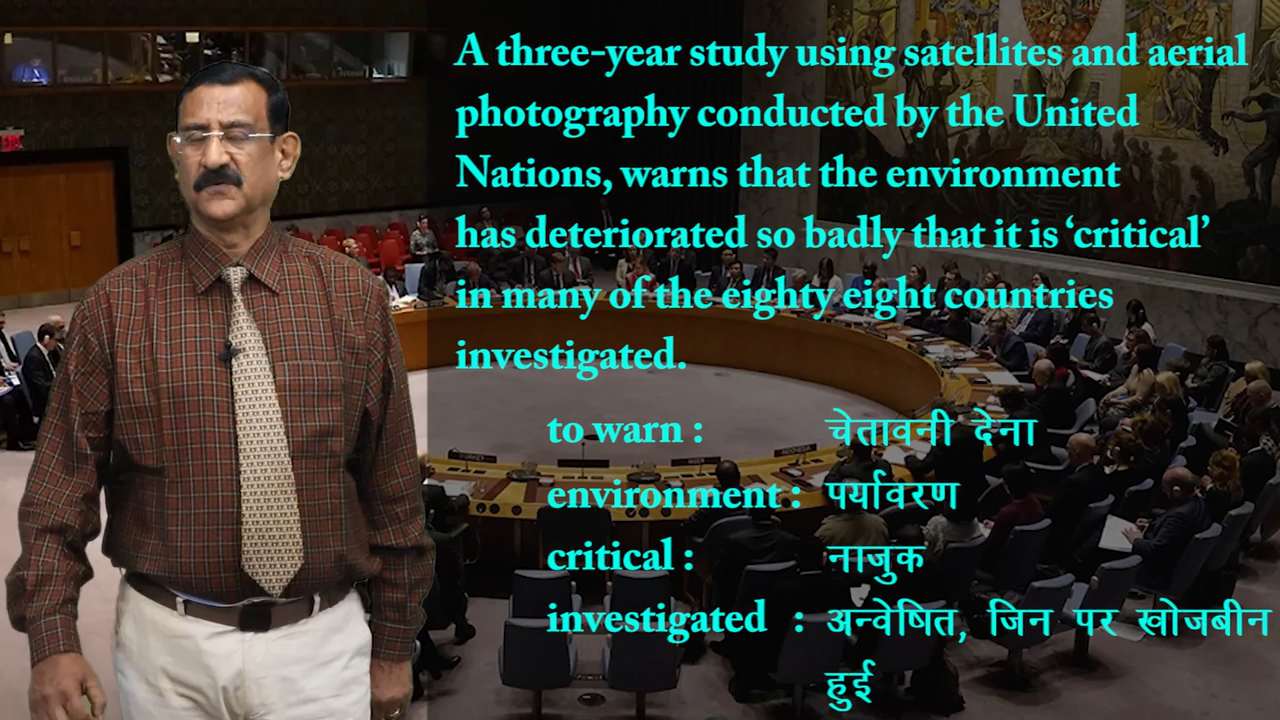 A three-year study using satellites and aerial
photography conducted by the United
Nations, warns that the environment
has deteriorated so badly that it is ‘critical’
in many of the eighty eight countries
investigated.
to warn : चेतावनी देना
environment : पर्यावरण
critical : नाजुक
investigated : अन्वेषित, जिन पर खोजबीन
हुई